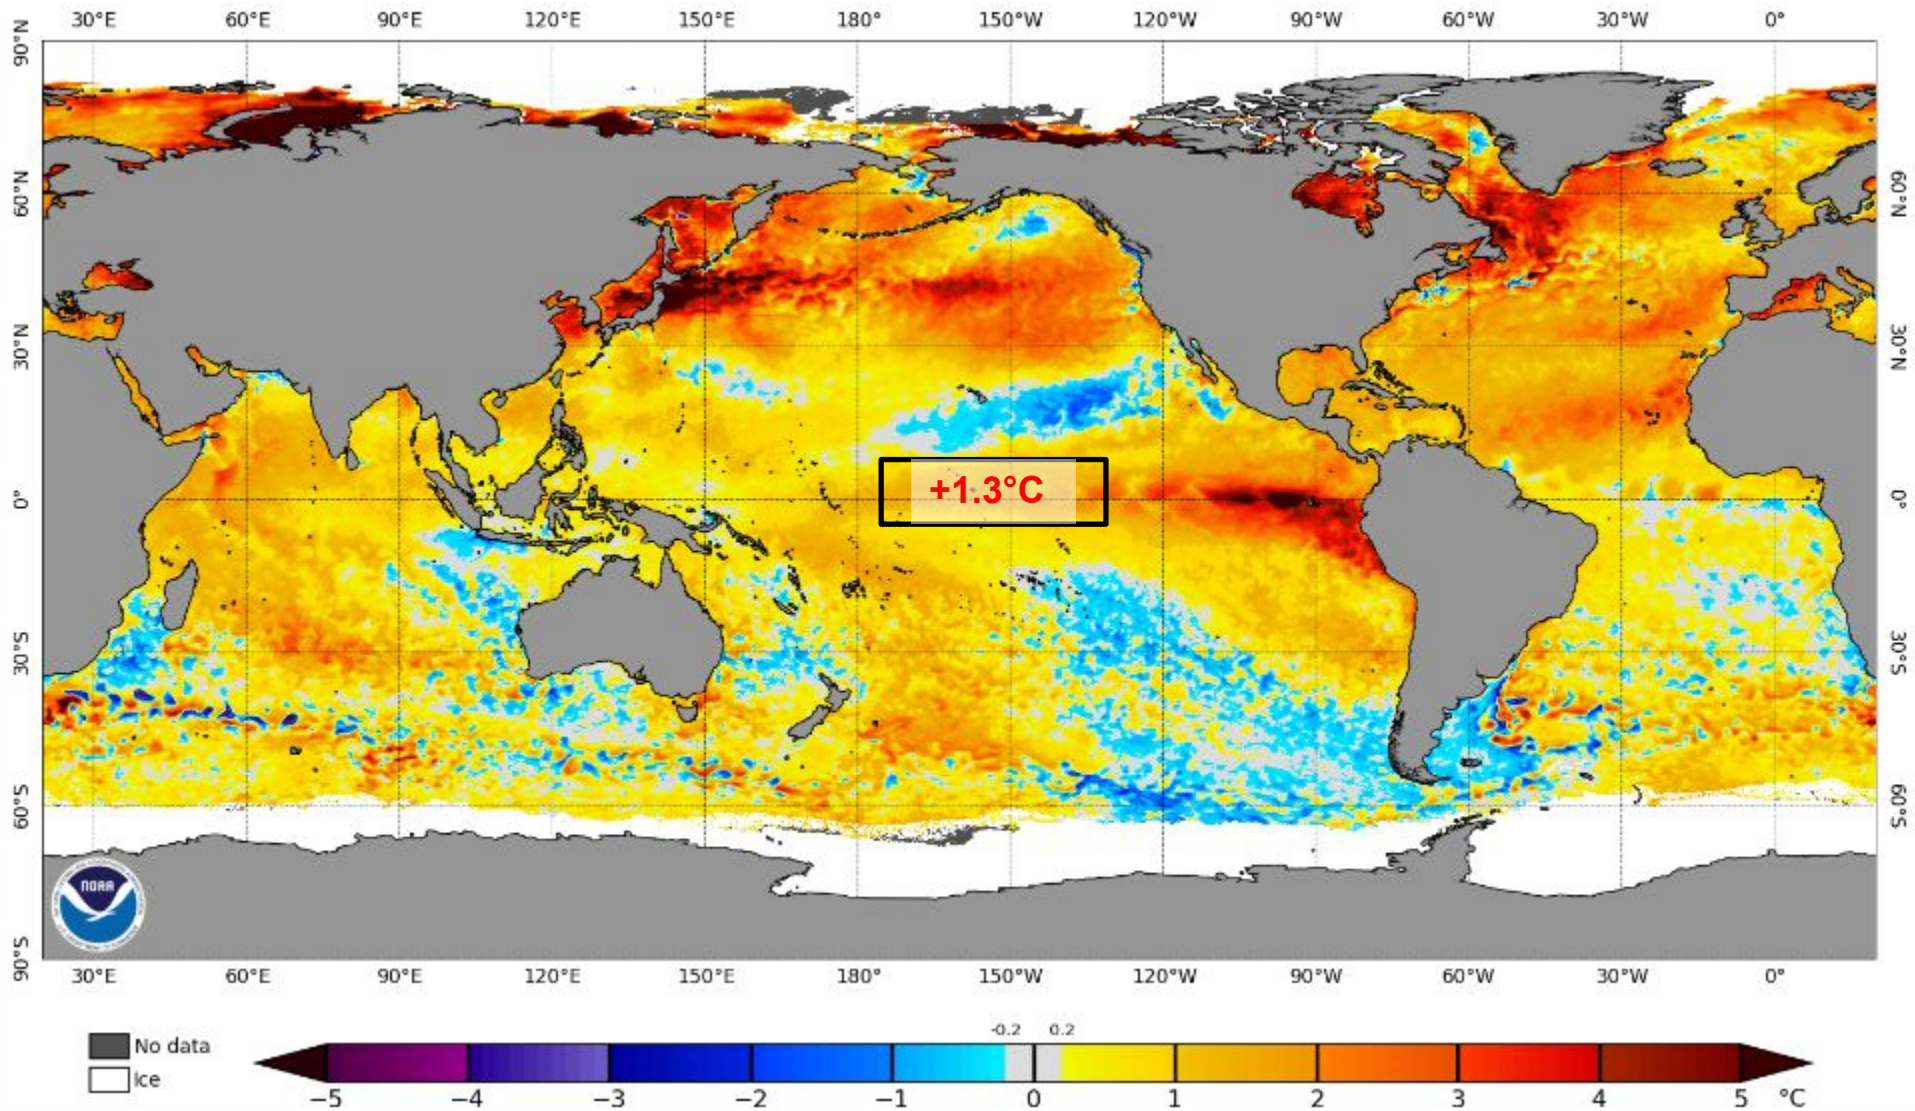 30°E 60°E 90°E 120°E 150°E 180° 150°W 120°W 90°W 60°W 30°W 0°
90°N
60°N 60°N
30°N 30°N
+1.3°C
0° 0°
30°S 30°S
60°S 60°S
NOAA
90°S
30°E 60°E 90°E 120°E 150°E 180° 150°W 120°W 90°W 60°W 30°W 0°
-0.2 0.2
No data
Ice
−5 −4 −3 −2 −1 0 1 2 3 4 5 °C